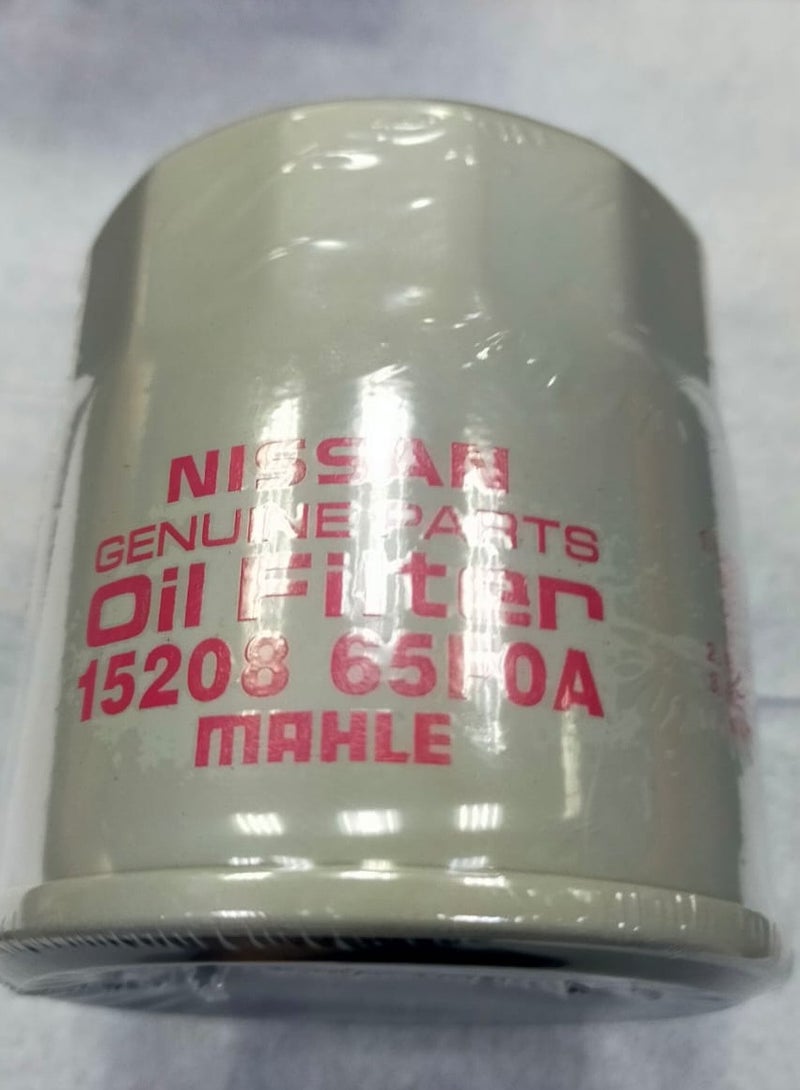 NISSAN
GENUINE PARTS
Oil Filter
15208 65F0A
MAHLE